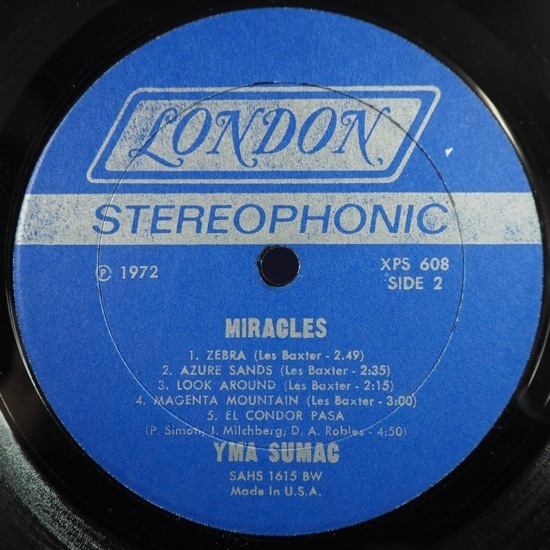 LONDON
STEREOPHONIC
℗ 1972
XPS 608
SIDE 2
MIRACLES
1. ZEBRA (Les Baxter - 2.49)
2. AZURE SANDS (Les Baxter - 2:35)
3. LOOK AROUND (Les Baxter - 2:15)
4. MAGENTA MOUNTAIN (Les Baxter - 3:00)
5. EL CONDOR PASA
(P. Simon; J. Milchberg; D. A. Robles - 4:50)
YMA SUMAC
SAHS 1615 BW
Made in U.S.A.